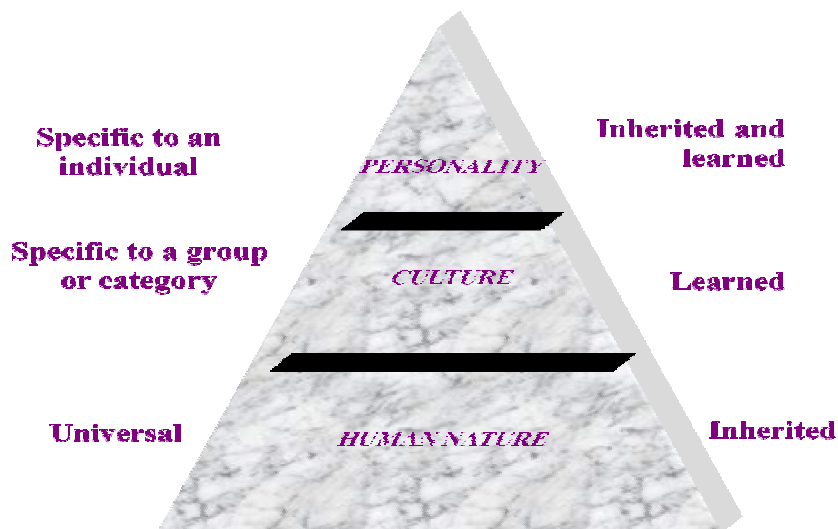 Specific to an
individual
PERSONALITY
Inherited and
learned
Specific to a group
or category
CULTURE
Learned
Universal
HUMAN NATURE
Inherited